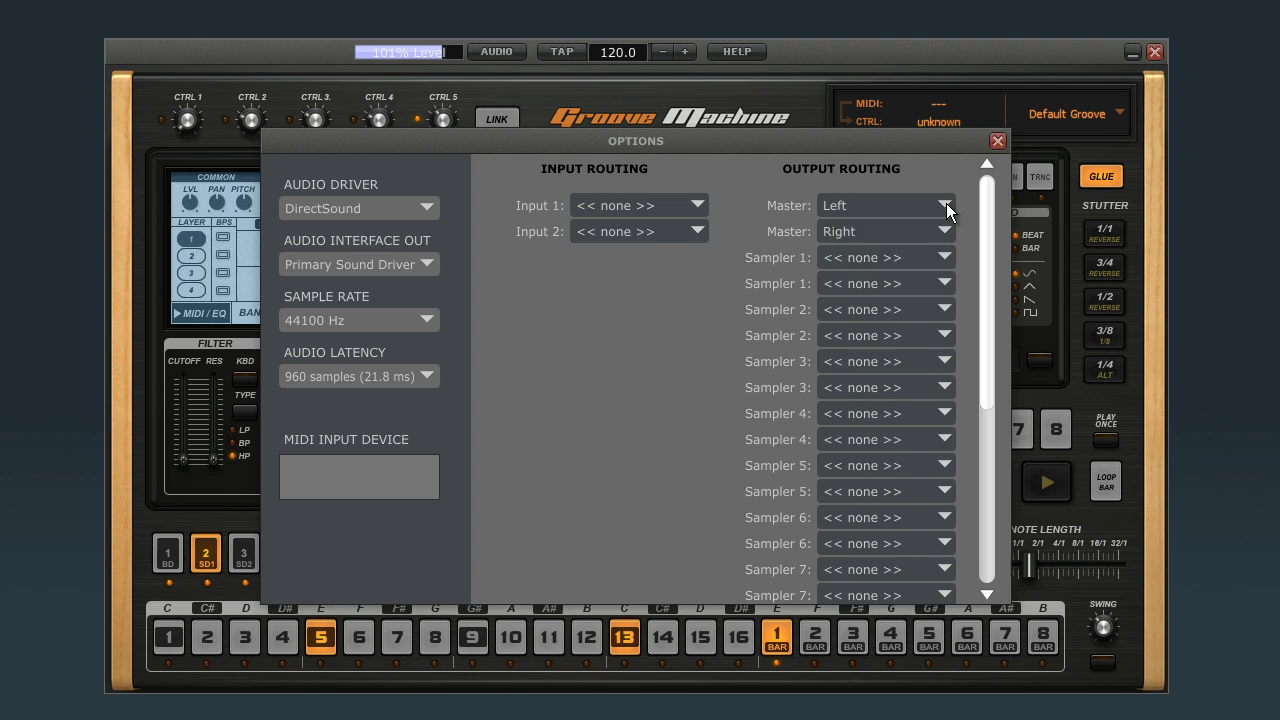 101% Level
AUDIO
TAP
120.0
−
+
HELP
CTRL 1
CTRL 2
CTRL 3.
CTRL 4
CTRL 5
LINK
Groove Machine
MIDI:
---
CTRL:
unknown
Default Groove
OPTIONS
AUDIO DRIVER
DirectSound
AUDIO INTERFACE OUT
Primary Sound Driver
SAMPLE RATE
44100 Hz
AUDIO LATENCY
960 samples (21.8 ms)
MIDI INPUT DEVICE
INPUT ROUTING
Input 1: << none >>
Input 2: << none >>
OUTPUT ROUTING
Master: Left
Master: Right
Sampler 1: << none >>
Sampler 1: << none >>
Sampler 2: << none >>
Sampler 2: << none >>
Sampler 3: << none >>
Sampler 3: << none >>
Sampler 4: << none >>
Sampler 4: << none >>
Sampler 5: << none >>
Sampler 5: << none >>
Sampler 6: << none >>
Sampler 6: << none >>
Sampler 7: << none >>
Sampler 7: << none >>
COMMON
LVL PAN PITCH
LAYER BPS
1
2
3
4
MIDI / EQ
BAN
FILTER
CUTOFF RES KBD
TYPE
LP
BP
HP
TRNC
GLUE
STUTTER
BEAT
BAR
1/1
REVERSE
3/4
REVERSE
1/2
REVERSE
3/8
1/8
1/4
ALT
7
8
PLAY
ONCE
LOOP
BAR
NOTE LENGTH
1/1 2/1 4/1 8/1 16/1 32/1
1
BD
2
SD1
3
SD2
C C# D D# E F F# G G# A A# B C C# D D# E F F# G G# A A# B
1 2 3 4 5 6 7 8 9 10 11 12 13 14 15 16 1 2 3 4 5 6 7 8
BAR BAR BAR BAR BAR BAR BAR BAR
SWING